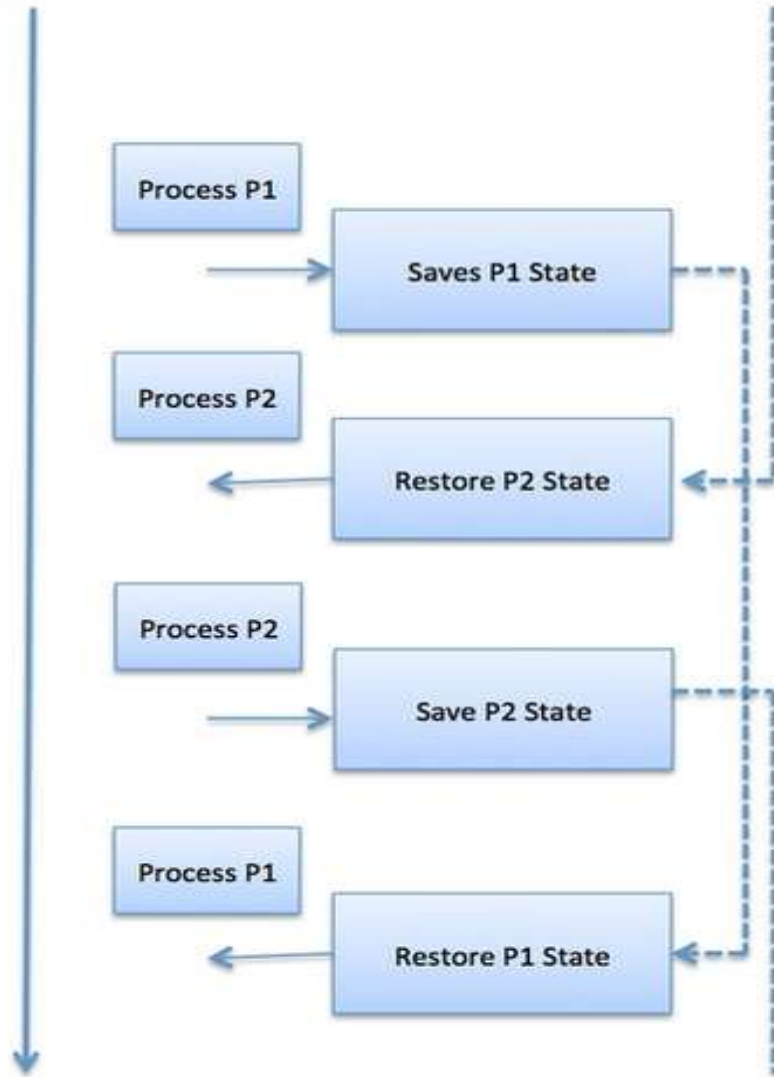 Process P1
Saves P1 State
Process P2
Restore P2 State
Process P2
Save P2 State
Process P1
Restore P1 State